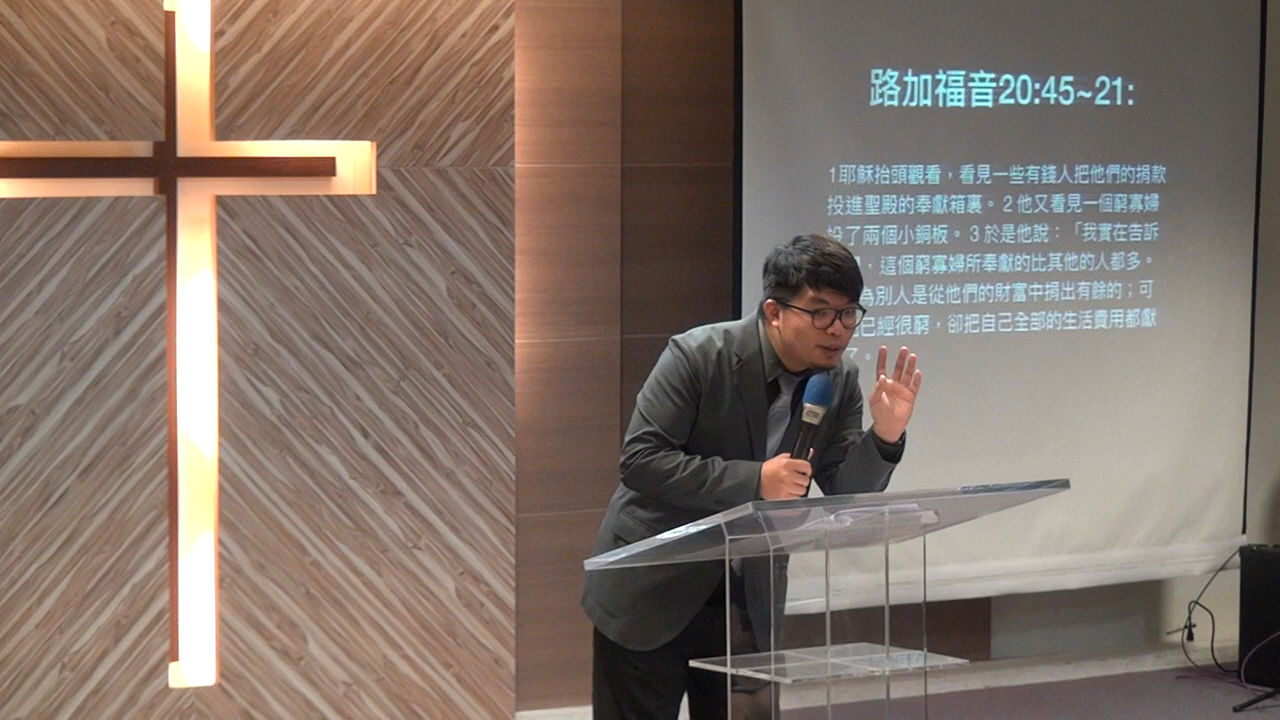 路加福音20:45~21:
1耶穌抬頭觀看，看見一些有錢人把他們的捐款
投進聖殿的奉獻箱裏。 2 他又看見一個窮寡婦
投了兩個小銅板。 3 於是他說：「我實在告訴
，這個窮寡婦所奉獻的比其他的人都多。
為別人是從他們的財富中捐出有餘的；可
已經很窮，卻把自己全部的生活費用都獻
了。